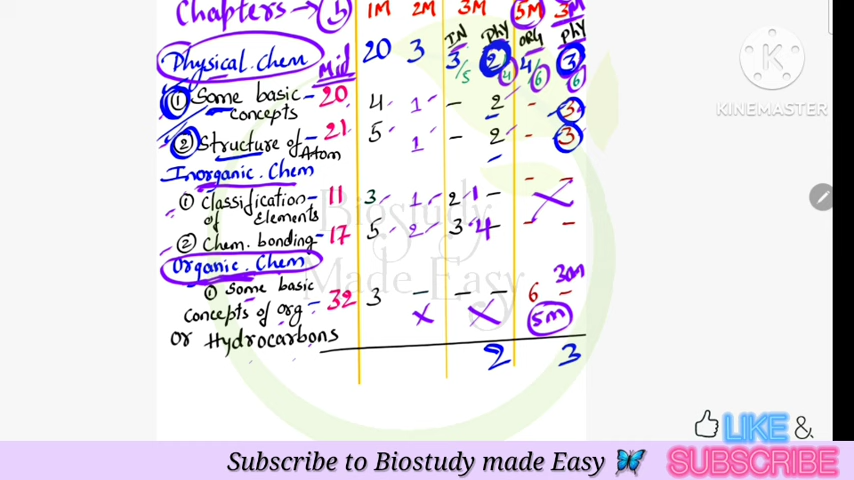 Chapters → (5) 1M 2M 3M 5M 3M
IN phy ORG phy
Physical chem Mid 20 3 3/5 2 (4) 4/6 3 (6)
① Some basic concepts - 20 4 1 - 2 - 3
② Structure of Atom - 21 5 1 - 2 - 3
Inorganic chem - -
① Classification of Elements - 11 3 1 2 1 - X
② Chem. bonding - 17 5 2 3 4 - - -
Organic. Chem
3m
① Some basic concepts of org - 32 3 - - - 6 -
X X 5m
or Hydrocarbons
2 3
Biostudy
Made Easy
K
KINEMASTER
LIKE &
SUBSCRIBE
Subscribe to Biostudy made Easy 🦋